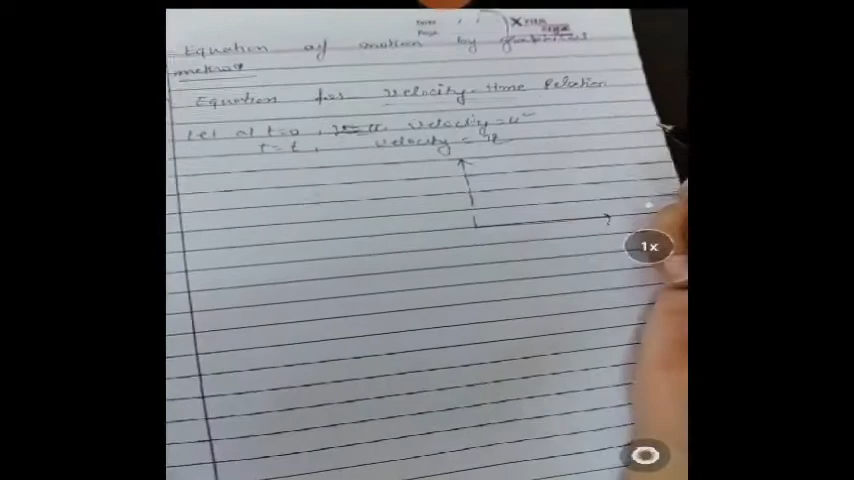 Equation of motion by graphical
method
Equation for velocity-time Relation
Let at t=0, velocity = u
t=t, velocity = v
1x